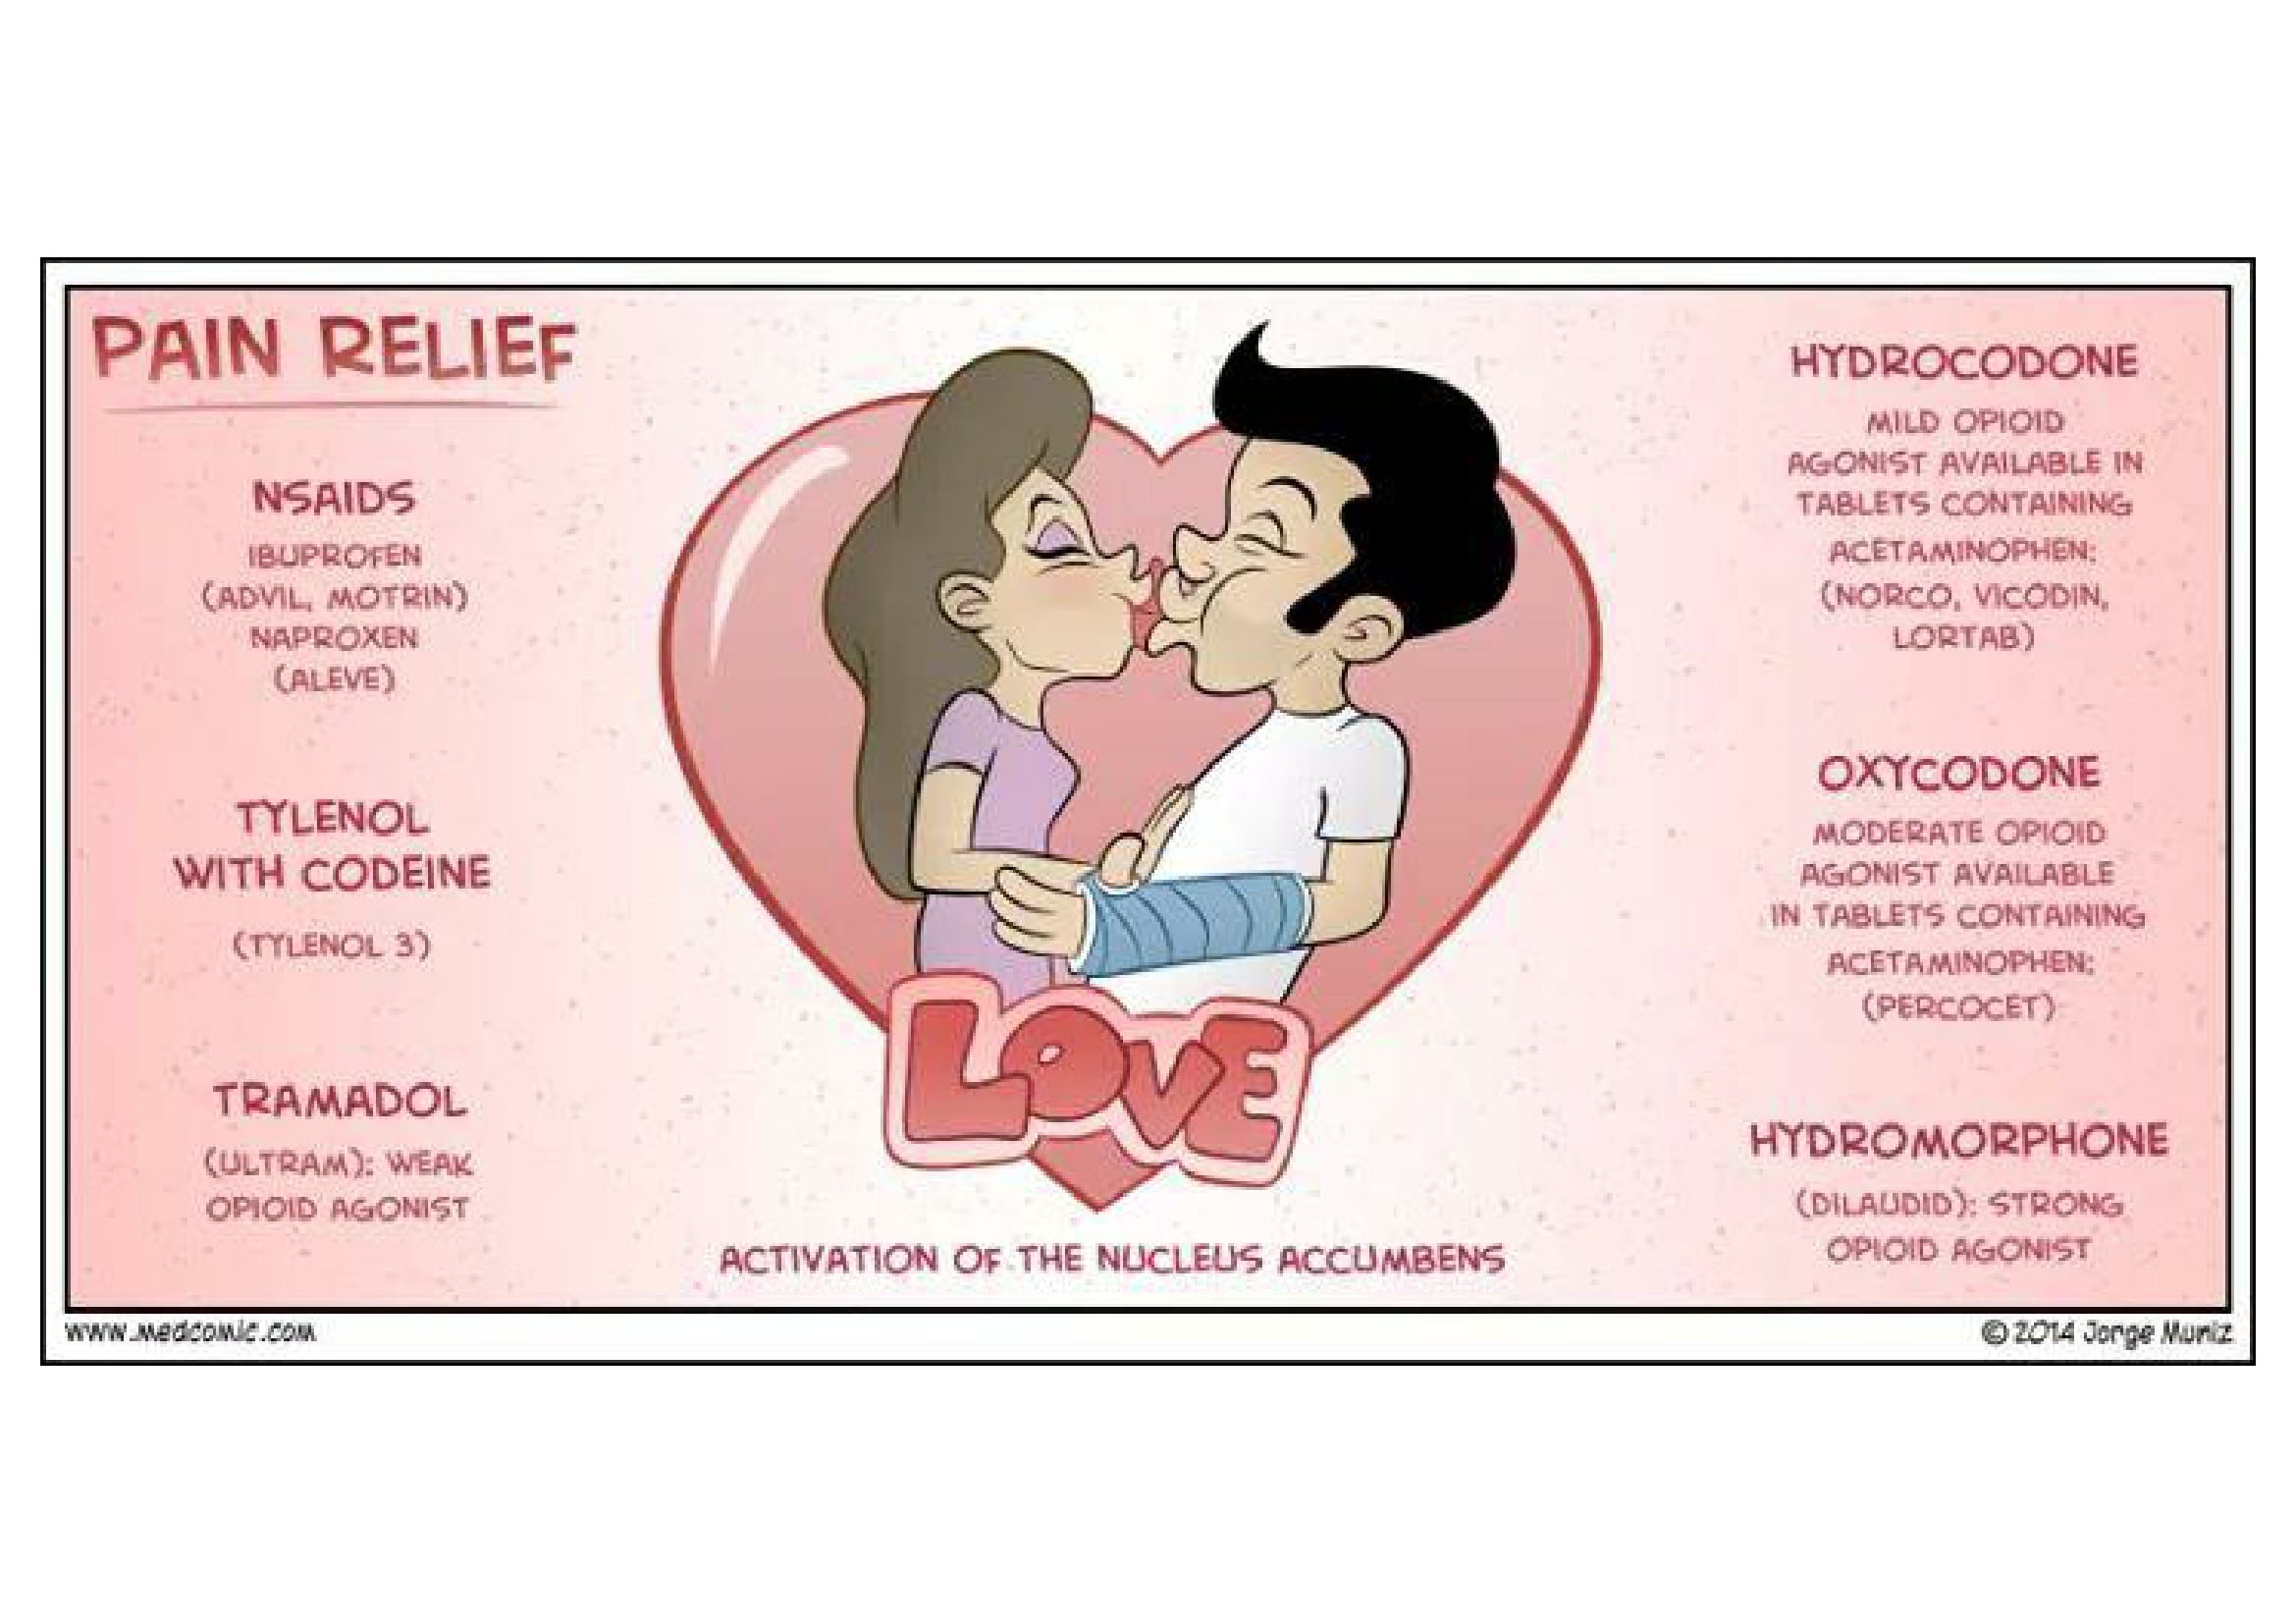 PAIN RELIEF
NSAIDS
IBUPROFEN
(ADVIL, MOTRIN)
NAPROXEN
(ALEVE)
TYLENOL
WITH CODEINE
(TYLENOL 3)
TRAMADOL
(ULTRAM): WEAK
OPIOID AGONIST
LOVE
ACTIVATION OF THE NUCLEUS ACCUMBENS
HYDROCODONE
MILD OPIOID
AGONIST AVAILABLE IN
TABLETS CONTAINING
ACETAMINOPHEN:
(NORCO, VICODIN,
LORTAB)
OXYCODONE
MODERATE OPIOID
AGONIST AVAILABLE
IN TABLETS CONTAINING
ACETAMINOPHEN:
(PERCOCET)
HYDROMORPHONE
(DILAUDID): STRONG
OPIOID AGONIST
www.medcomic.com
© 2014 Jorge Muniz